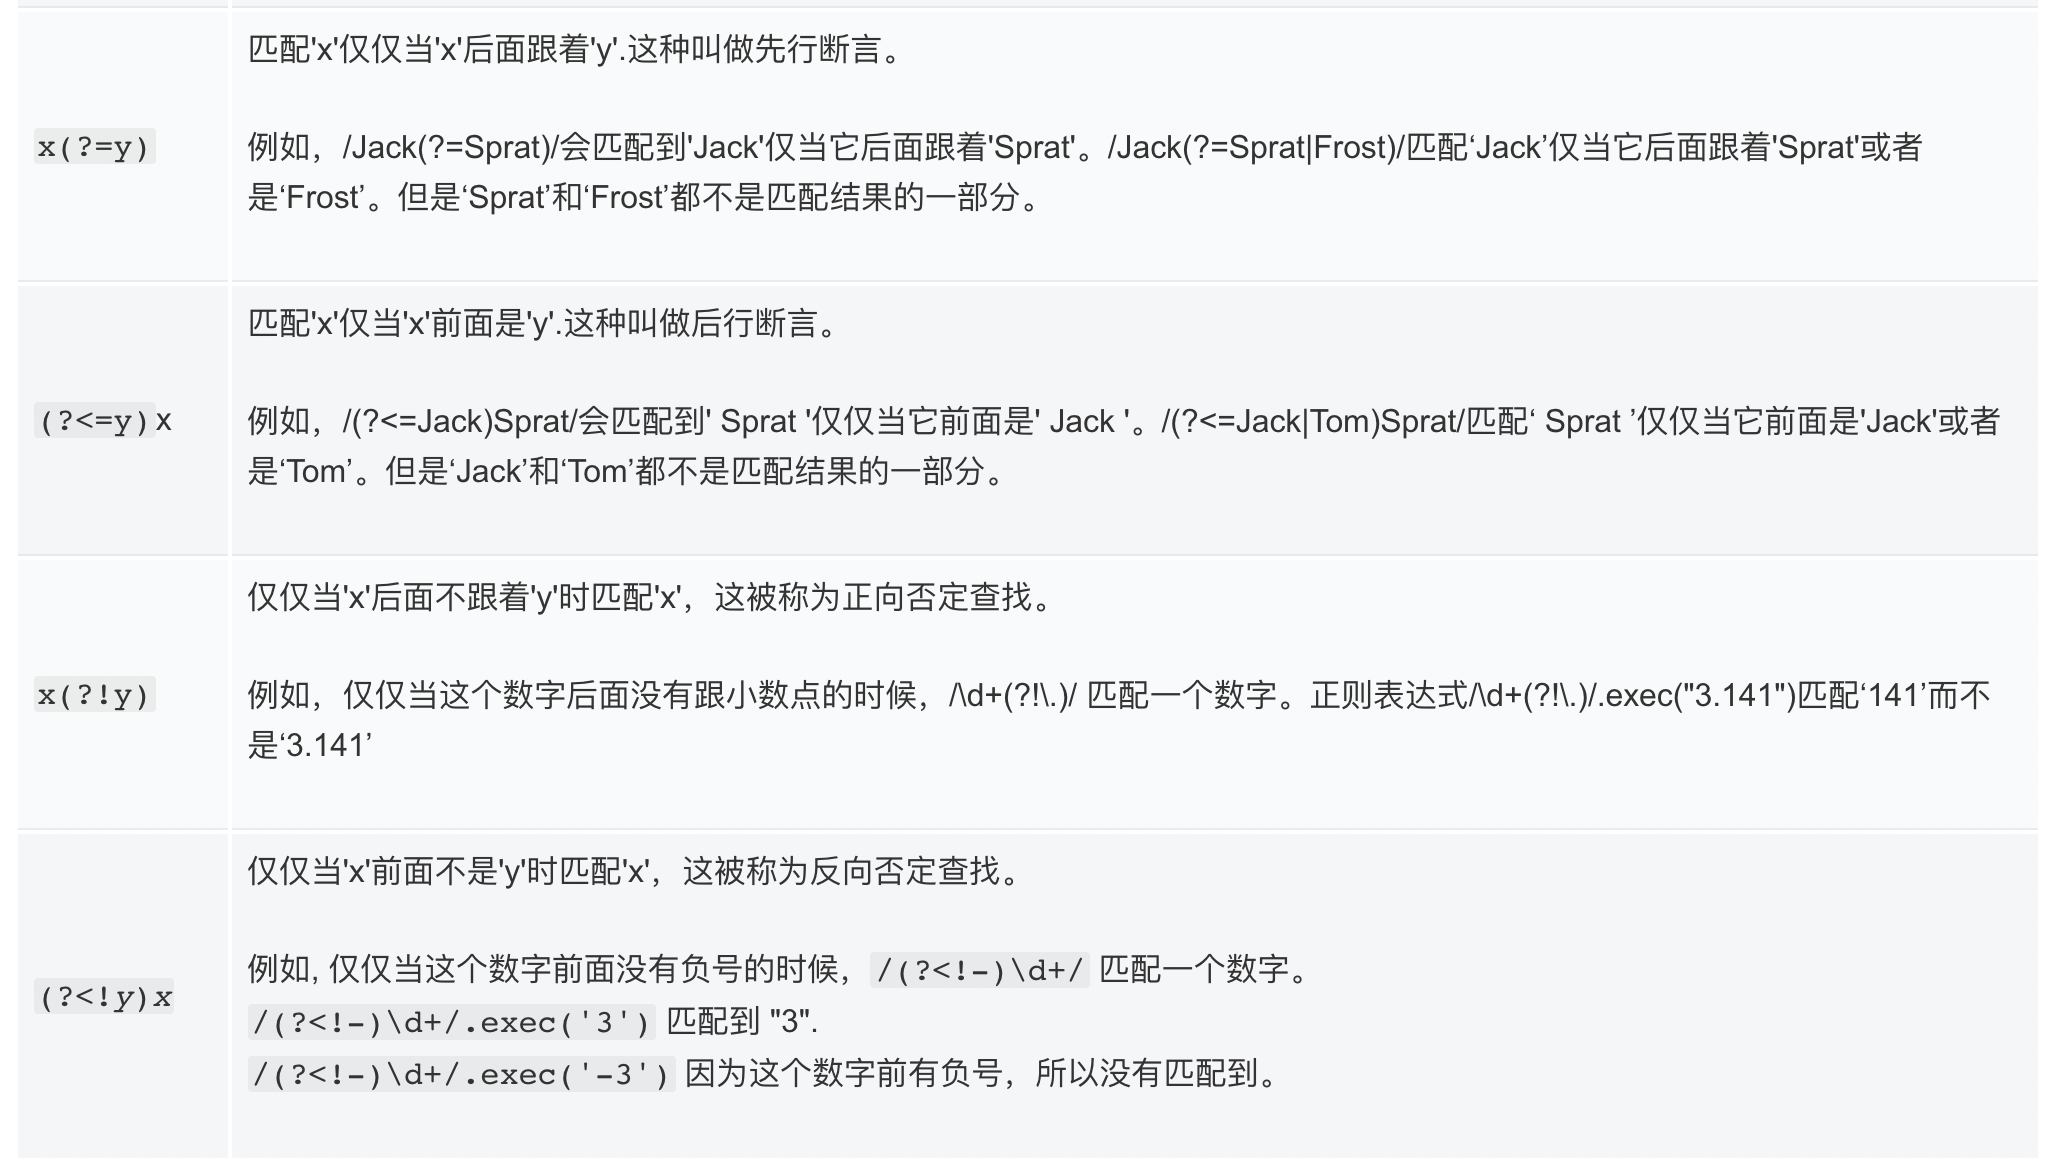 匹配'x'仅仅当'x'后面跟着'y'.这种叫做先行断言。
x(?=y)
例如，/Jack(?=Sprat)/会匹配到'Jack'仅当它后面跟着'Sprat'。/Jack(?=Sprat|Frost)/匹配‘Jack’仅当它后面跟着'Sprat'或者
是‘Frost’。但是‘Sprat’和‘Frost’都不是匹配结果的一部分。
匹配'x'仅当'x'前面是'y'.这种叫做后行断言。
(?<=y)x
例如，/(?<=Jack)Sprat/会匹配到' Sprat '仅仅当它前面是' Jack '。/(?<=Jack|Tom)Sprat/匹配‘ Sprat ’仅仅当它前面是'Jack'或者
是‘Tom’。但是‘Jack’和‘Tom’都不是匹配结果的一部分。
仅仅当'x'后面不跟着'y'时匹配'x'，这被称为正向否定查找。
x(?!y)
例如，仅仅当这个数字后面没有跟小数点的时候，/\d+(?!\.)/ 匹配一个数字。正则表达式/\d+(?!\.)/.exec("3.141")匹配‘141’而不
是‘3.141’
仅仅当'x'前面不是'y'时匹配'x'，这被称为反向否定查找。
(?<!y)x
例如, 仅仅当这个数字前面没有负号的时候，/(?<!-)\d+/ 匹配一个数字。
/(?<!-)\d+/.exec('3') 匹配到 "3".
/(?<!-)\d+/.exec('-3') 因为这个数字前有负号，所以没有匹配到。